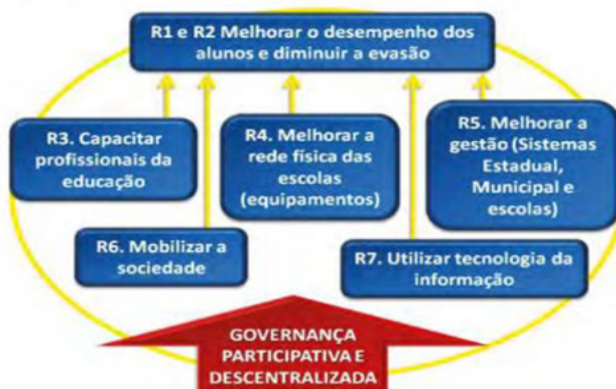 R1 e R2 Melhorar o desempenho dos
alunos e diminuir a evasão
R3. Capacitar
profissionais da
educação
R4. Melhorar a
rede física das
escolas
(equipamentos)
R5. Melhorar a
gestão (Sistemas
Estadual,
Municipal e
escolas)
R6. Mobilizar a
sociedade
R7. Utilizar tecnologia da
informação
GOVERNANÇA
PARTICIPATIVA E
DESCENTRALIZADA